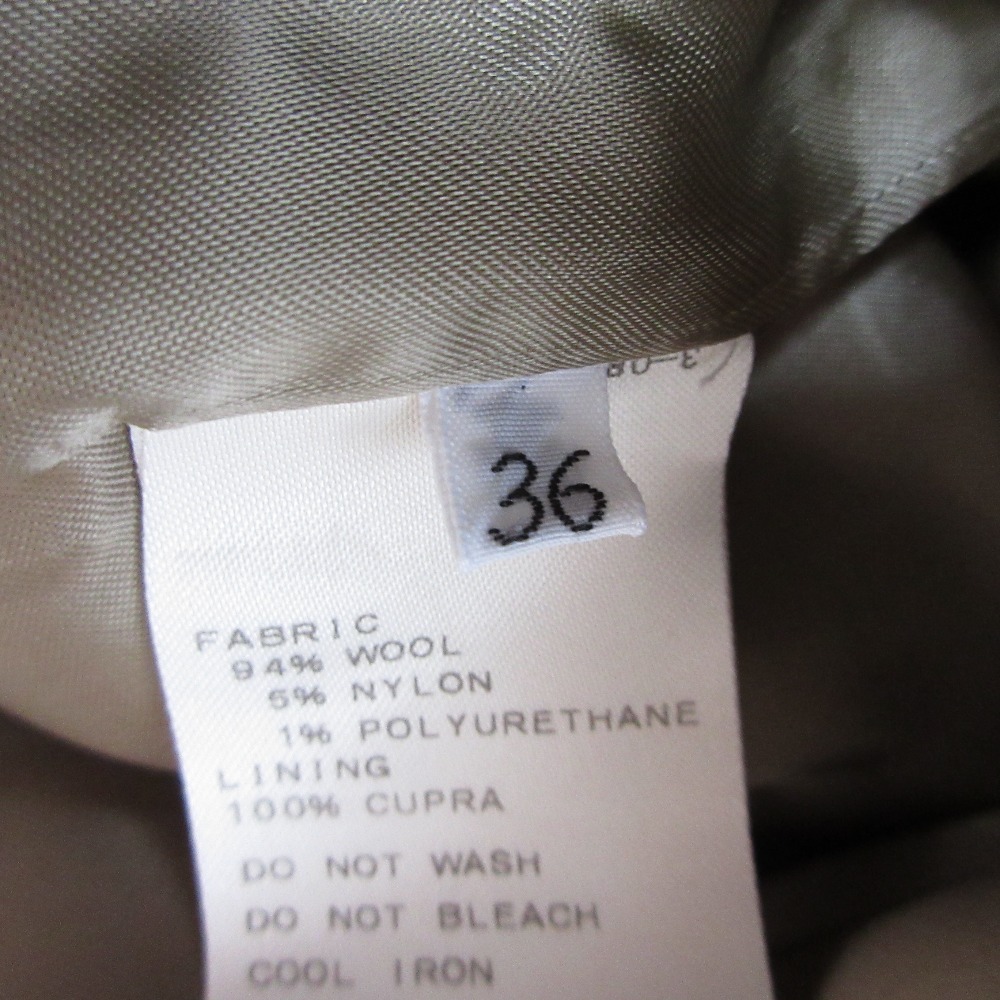 36
FABRIC
94% WOOL
5% NYLON
1% POLYURETHANE
LINING
100% CUPRA
DO NOT WASH
DO NOT BLEACH
COOL IRON